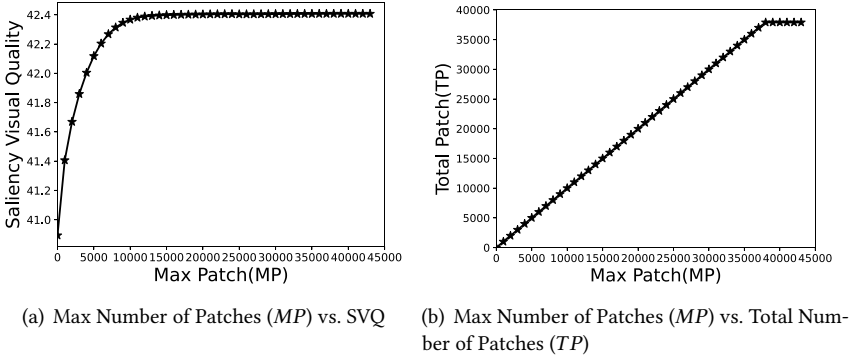 42.4
42.2
42.0
41.8
41.6
41.4
41.2
41.0
Saliency Visual Quality
0 5000 10000 15000 20000 25000 30000 35000 40000 45000
Max Patch(MP)
(a) Max Number of Patches (MP) vs. SVQ
40000
35000
30000
25000
20000
15000
10000
5000
0
Total Patch(TP)
0 5000 10000 15000 20000 25000 30000 35000 40000 45000
Max Patch(MP)
(b) Max Number of Patches (MP) vs. Total Num-
ber of Patches (TP)